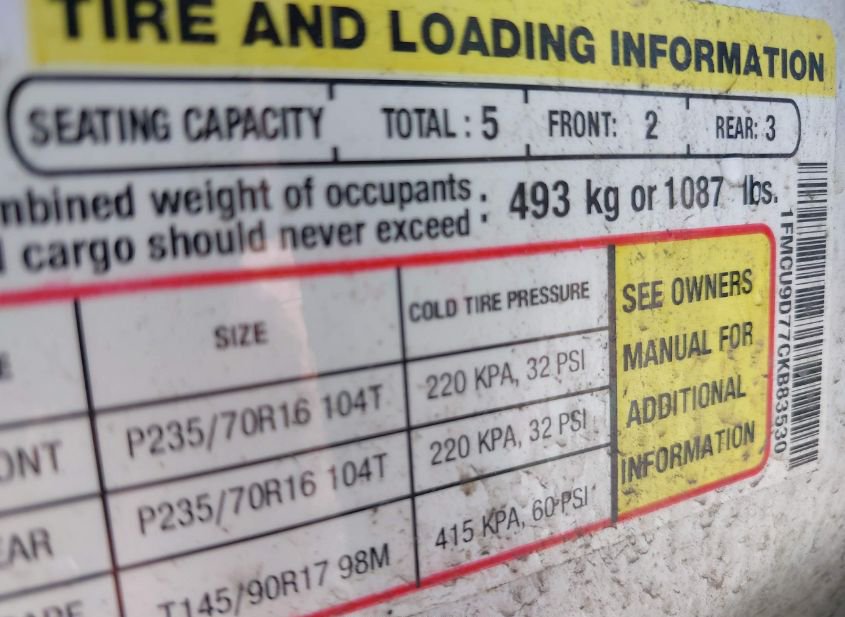 TIRE AND LOADING INFORMATION
SEATING CAPACITY TOTAL : 5 FRONT: 2 REAR: 3
mbined weight of occupants : 493 kg or 1087 lbs.
cargo should never exceed :
SIZE COLD TIRE PRESSURE SEE OWNERS
MANUAL FOR
ADDITIONAL
INFORMATION
ONT P235/70R16 104T 220 KPA, 32 PSI
EAR P235/70R16 104T 220 KPA, 32 PSI
T145/90R17 98M 415 KPA, 60 PSI
1FMCU9D77CKB83530